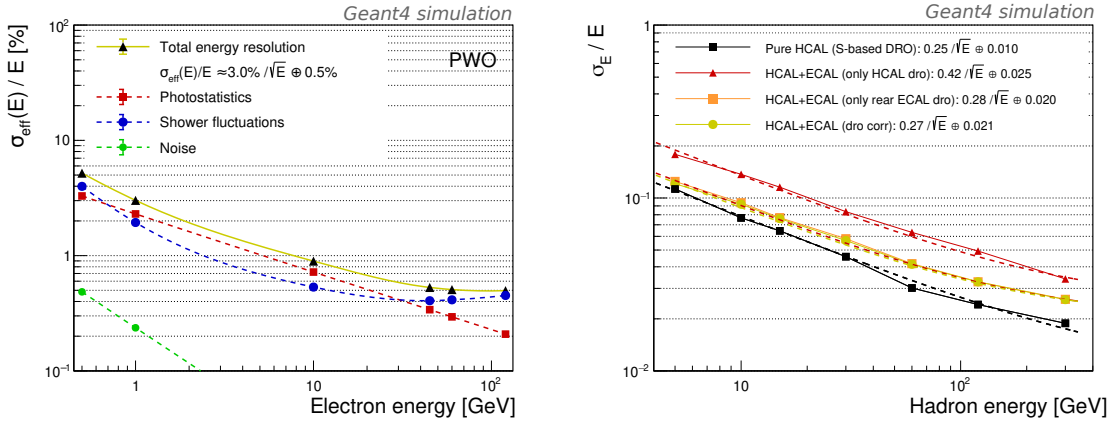 Geant4 simulation
σeff(E) / E [%]
10²
10
1
10⁻¹
Total energy resolution
σeff(E)/E ≈3.0% /√E ⊕ 0.5%
Photostatistics
Shower fluctuations
Noise
PWO
1 10 10²
Electron energy [GeV]
Geant4 simulation
σE / E
1
10⁻¹
10⁻²
Pure HCAL (S-based DRO): 0.25 /√E ⊕ 0.010
HCAL+ECAL (only HCAL dro): 0.42 /√E ⊕ 0.025
HCAL+ECAL (only rear ECAL dro): 0.28 /√E ⊕ 0.020
HCAL+ECAL (dro corr): 0.27 /√E ⊕ 0.021
10 10²
Hadron energy [GeV]